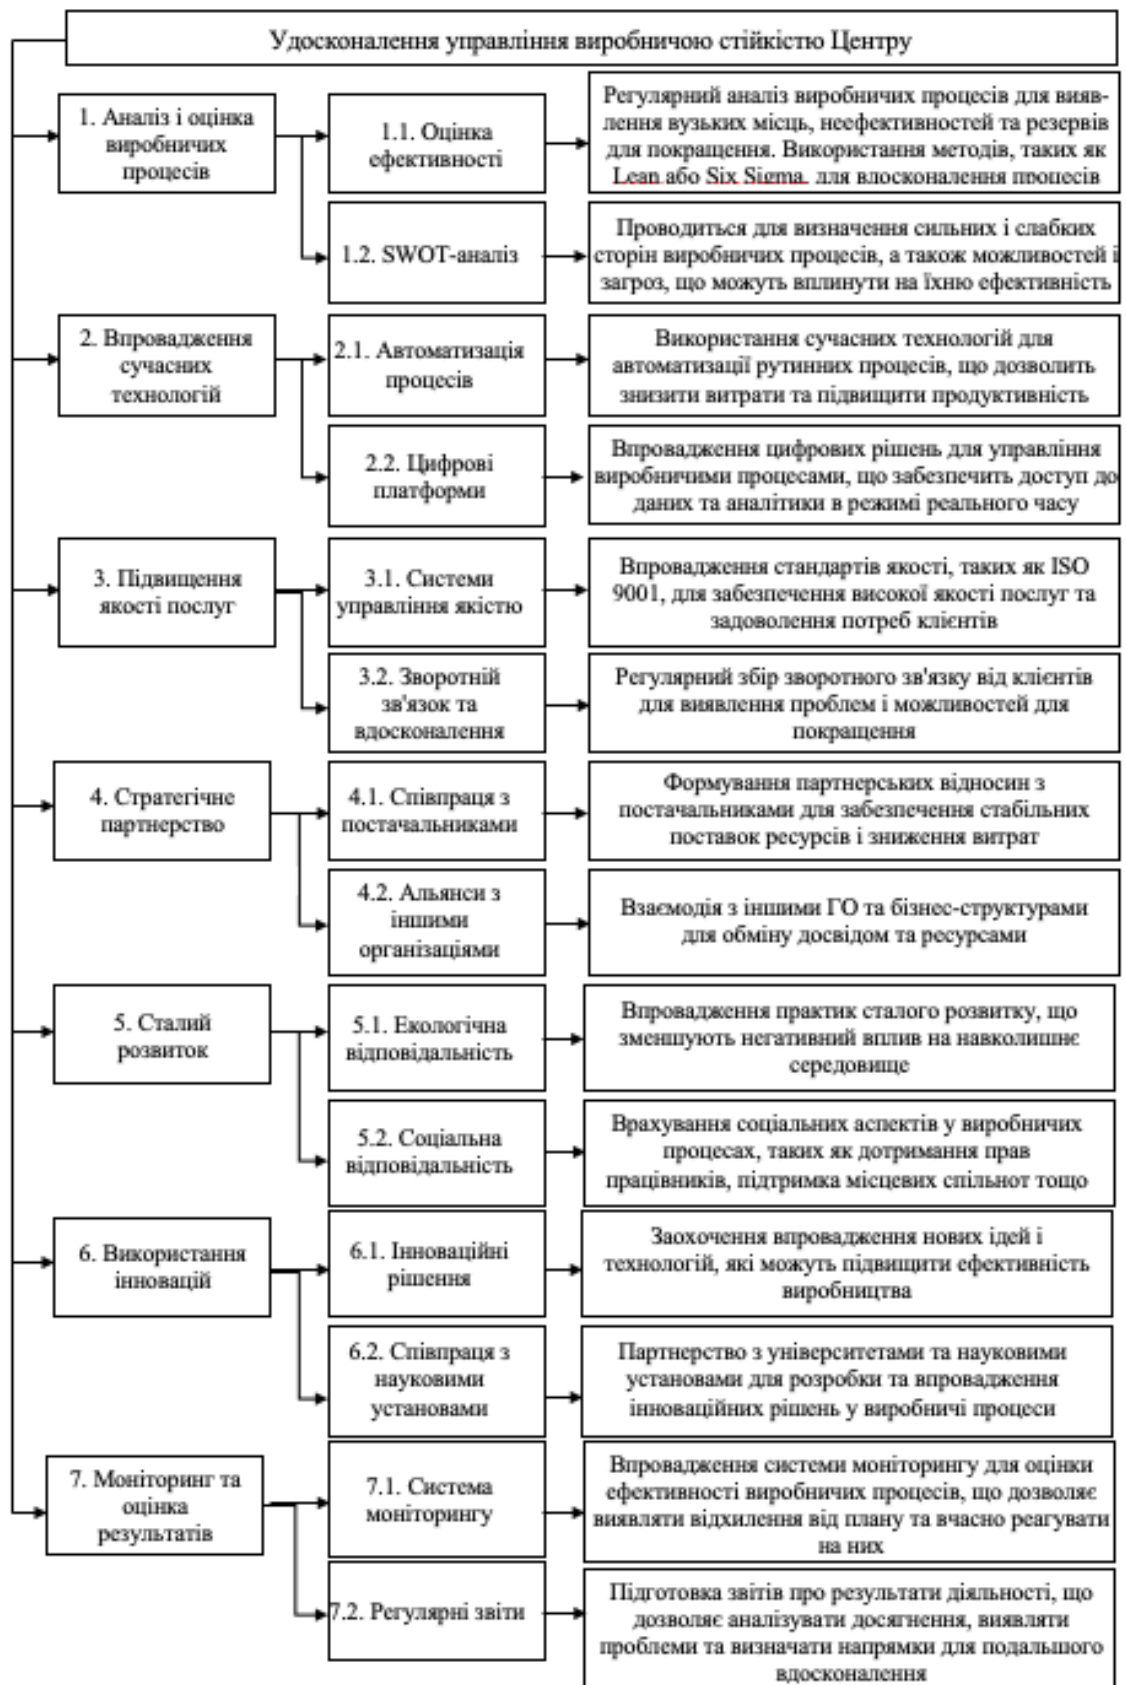 Удосконалення управління виробничою стійкістю Центру
1. Аналіз і оцінка
виробничих
процесів
1.1. Оцінка
ефективності
Регулярний аналіз виробничих процесів для вияв-
лення вузьких місць, неефективностей та резервів
для покращення. Використання методів, таких як
Lean або Six Sigma, для вдосконалення процесів
1.2. SWOT-аналіз
Проводиться для визначення сильних і слабких
сторін виробничих процесів, а також можливостей і
загроз, що можуть вплинути на їхню ефективність
2. Впровадження
сучасних
технологій
2.1. Автоматизація
процесів
Використання сучасних технологій для
автоматизації рутинних процесів, що дозволить
знизити витрати та підвищити продуктивність
2.2. Цифрові
платформи
Впровадження цифрових рішень для управління
виробничими процесами, що забезпечить доступ до
даних та аналітики в режимі реального часу
3. Підвищення
якості послуг
3.1. Системи
управління якістю
Впровадження стандартів якості, таких як ISO
9001, для забезпечення високої якості послуг та
задоволення потреб клієнтів
3.2. Зворотній
зв'язок та
вдосконалення
Регулярний збір зворотного зв'язку від клієнтів
для виявлення проблем і можливостей для
покращення
4. Стратегічне
партнерство
4.1. Співпраця з
постачальниками
Формування партнерських відносин з
постачальниками для забезпечення стабільних
поставок ресурсів і зниження витрат
4.2. Альянси з
іншими
організаціями
Взаємодія з іншими ГО та бізнес-структурами
для обміну досвідом та ресурсами
5. Сталий
розвиток
5.1. Екологічна
відповідальність
Впровадження практик сталого розвитку, що
зменшують негативний вплив на навколишнє
середовище
5.2. Соціальна
відповідальність
Врахування соціальних аспектів у виробничих
процесах, таких як дотримання прав
працівників, підтримка місцевих спільнот тощо
6. Використання
інновацій
6.1. Інноваційні
рішення
Заохочення впровадження нових ідей і
технологій, які можуть підвищити ефективність
виробництва
6.2. Співпраця з
науковими
установами
Партнерство з університетами та науковими
установами для розробки та впровадження
інноваційних рішень у виробничі процеси
7. Моніторинг та
оцінка
результатів
7.1. Система
моніторингу
Впровадження системи моніторингу для оцінки
ефективності виробничих процесів, що дозволяє
виявляти відхилення від плану та вчасно реагувати
на них
7.2. Регулярні звіти
Підготовка звітів про результати діяльності, що
дозволяє аналізувати досягнення, виявляти
проблеми та визначати напрямки для подальшого
вдосконалення